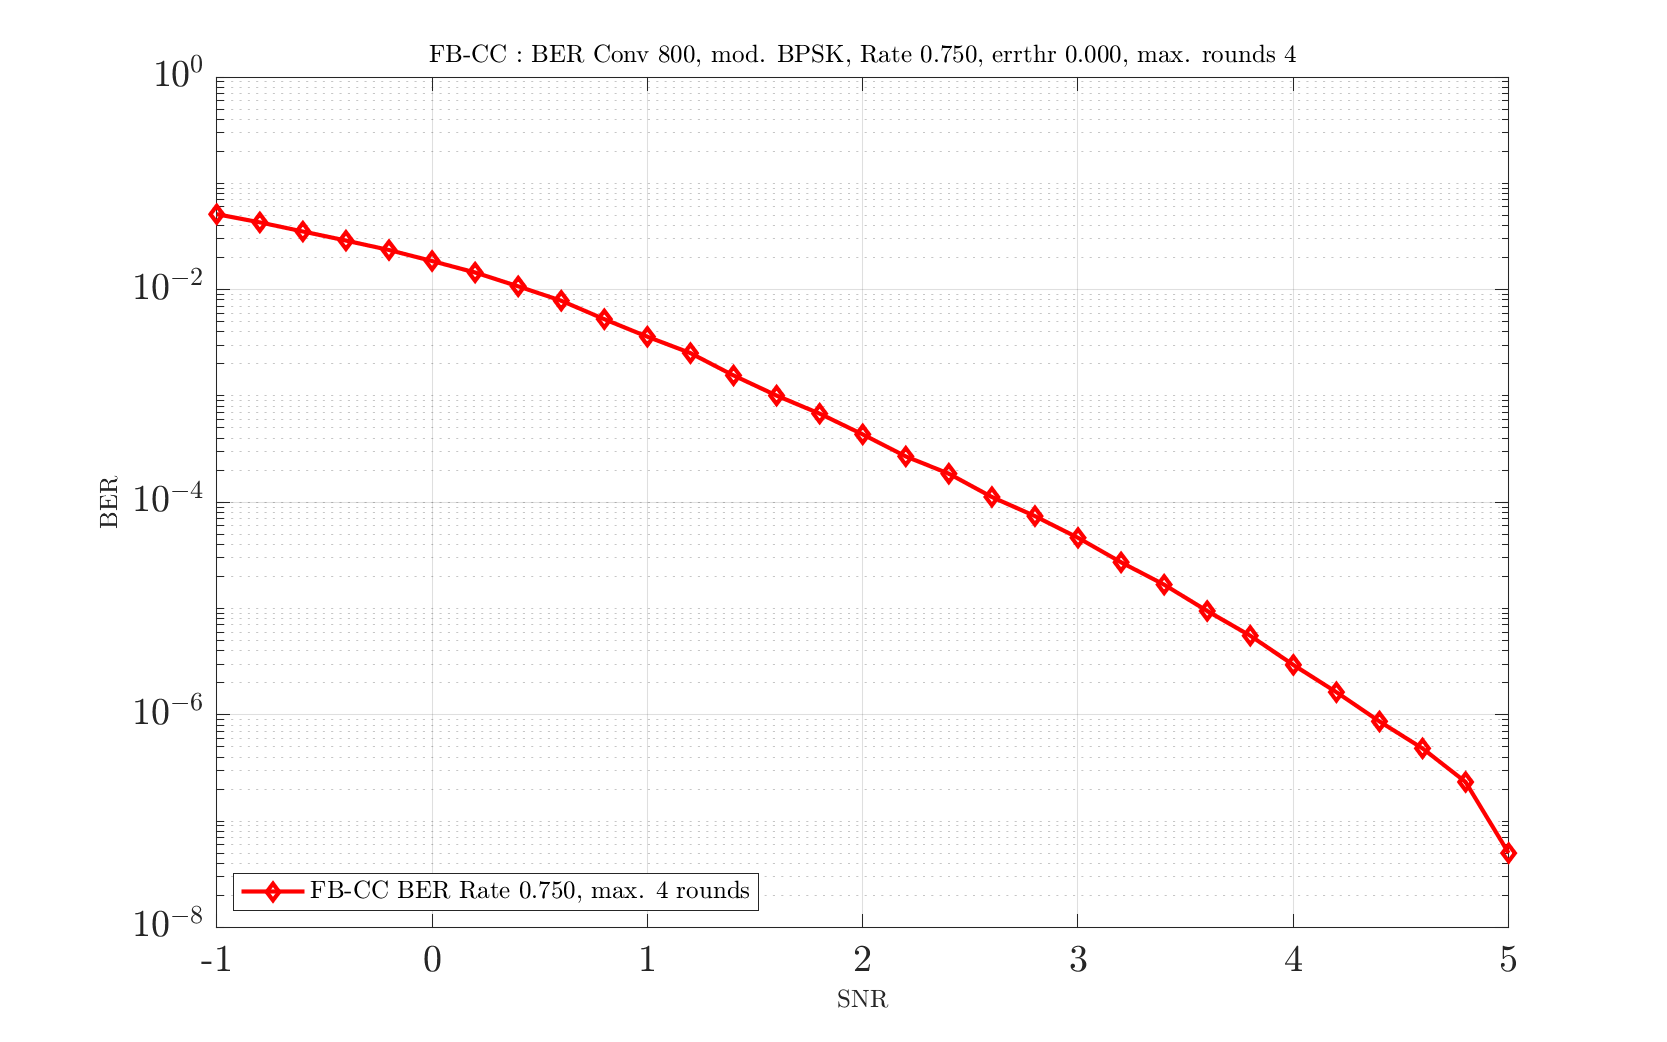 FB-CC : BER Conv 800, mod. BPSK, Rate 0.750, errthr 0.000, max. rounds 4
10^0
10^-2
10^-4
10^-6
10^-8
BER
FB-CC BER Rate 0.750, max. 4 rounds
-1 0 1 2 3 4 5
SNR